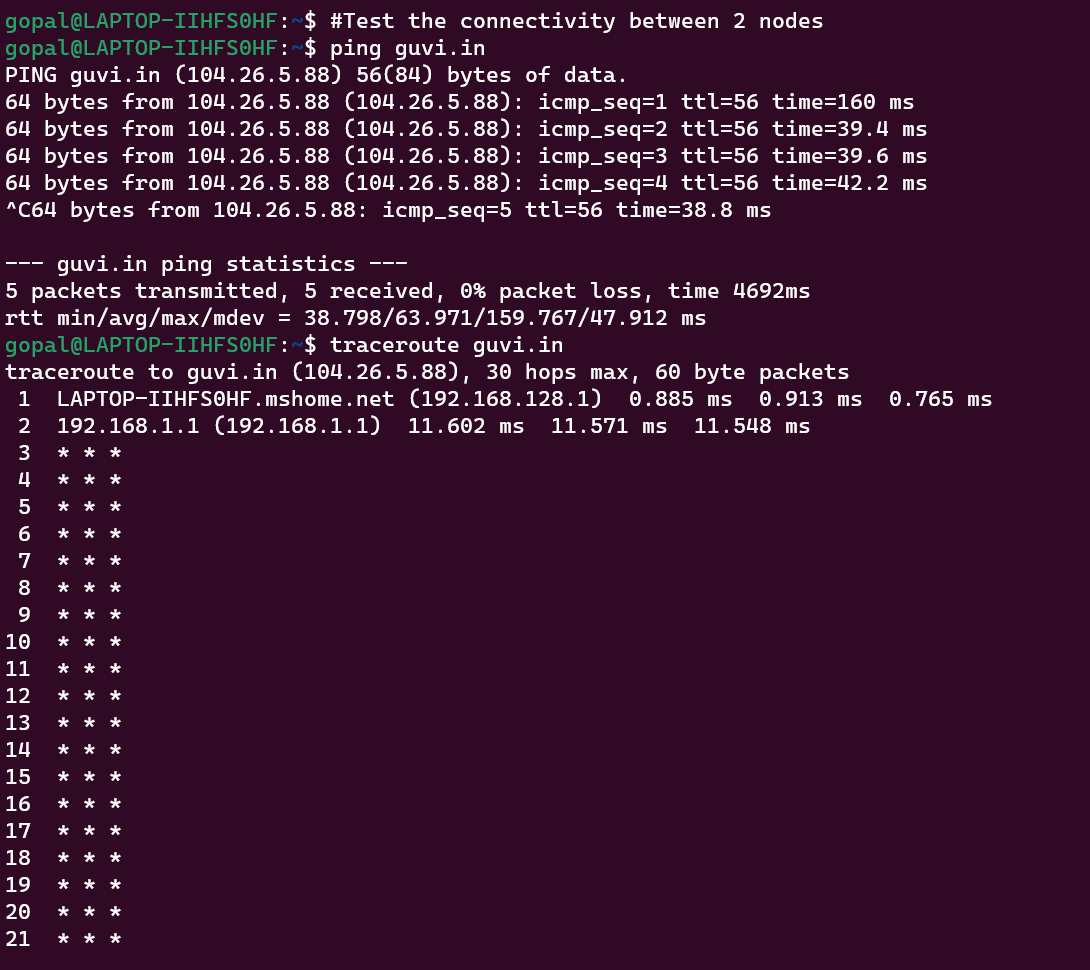 gopal@LAPTOP-IIHFS0HF:~$ #Test the connectivity between 2 nodes
gopal@LAPTOP-IIHFS0HF:~$ ping guvi.in
PING guvi.in (104.26.5.88) 56(84) bytes of data.
64 bytes from 104.26.5.88 (104.26.5.88): icmp_seq=1 ttl=56 time=160 ms
64 bytes from 104.26.5.88 (104.26.5.88): icmp_seq=2 ttl=56 time=39.4 ms
64 bytes from 104.26.5.88 (104.26.5.88): icmp_seq=3 ttl=56 time=39.6 ms
64 bytes from 104.26.5.88 (104.26.5.88): icmp_seq=4 ttl=56 time=42.2 ms
^C64 bytes from 104.26.5.88: icmp_seq=5 ttl=56 time=38.8 ms
--- guvi.in ping statistics ---
5 packets transmitted, 5 received, 0% packet loss, time 4692ms
rtt min/avg/max/mdev = 38.798/63.971/159.767/47.912 ms
gopal@LAPTOP-IIHFS0HF:~$ traceroute guvi.in
traceroute to guvi.in (104.26.5.88), 30 hops max, 60 byte packets
1 LAPTOP-IIHFS0HF.mshome.net (192.168.128.1) 0.885 ms 0.913 ms 0.765 ms
2 192.168.1.1 (192.168.1.1) 11.602 ms 11.571 ms 11.548 ms
3 * * *
4 * * *
5 * * *
6 * * *
7 * * *
8 * * *
9 * * *
10 * * *
11 * * *
12 * * *
13 * * *
14 * * *
15 * * *
16 * * *
17 * * *
18 * * *
19 * * *
20 * * *
21 * * *